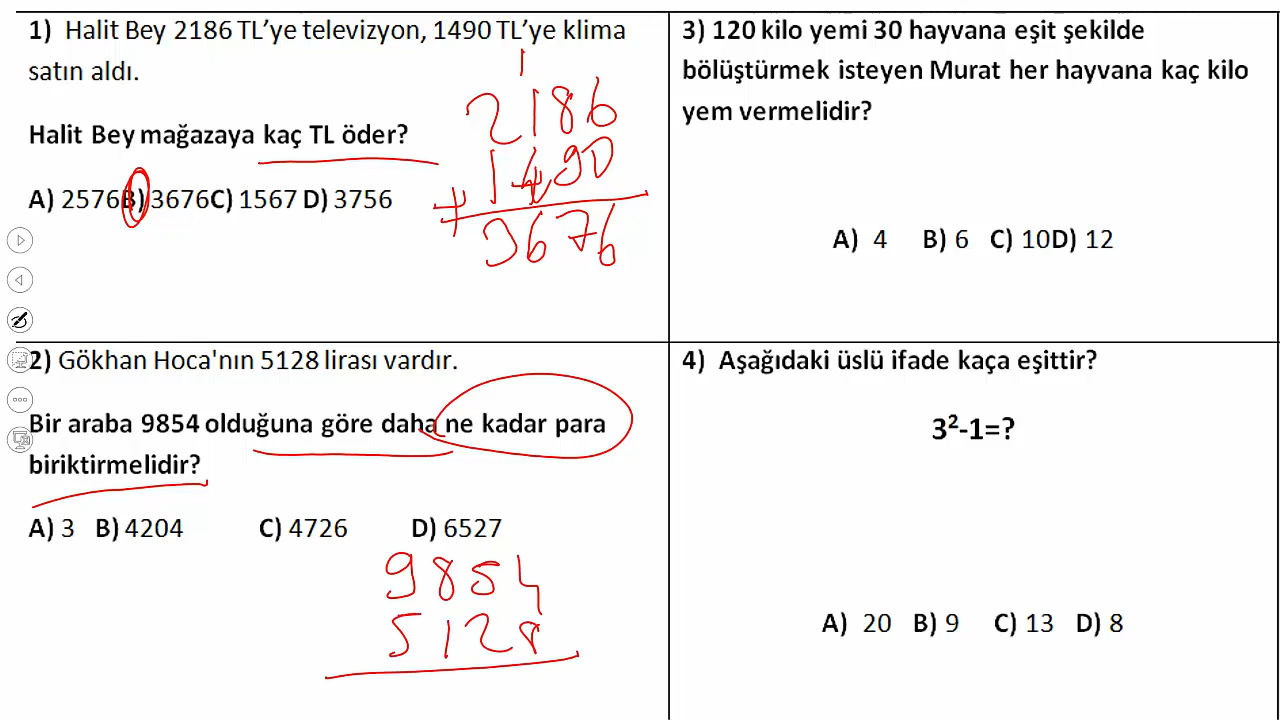 1) Halit Bey 2186 TL’ye televizyon, 1490 TL’ye klima
satın aldı.
Halit Bey mağazaya kaç TL öder?
A) 2576B) 3676C) 1567 D) 3756
1
2186
+ 1490
3676
2) Gökhan Hoca'nın 5128 lirası vardır.
Bir araba 9854 olduğuna göre daha ne kadar para
biriktirmelidir?
A) 3 B) 4204 C) 4726 D) 6527
9854
5128
3) 120 kilo yemi 30 hayvana eşit şekilde
bölüştürmek isteyen Murat her hayvana kaç kilo
yem vermelidir?
A) 4 B) 6 C) 10D) 12
4) Aşağıdaki üslü ifade kaça eşittir?
3²-1=?
A) 20 B) 9 C) 13 D) 8